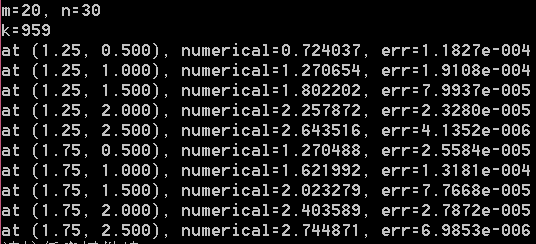 m=20, n=30
k=959
at (1.25, 0.500), numerical=0.724037, err=1.1827e-004
at (1.25, 1.000), numerical=1.270654, err=1.9108e-004
at (1.25, 1.500), numerical=1.802202, err=7.9937e-005
at (1.25, 2.000), numerical=2.257872, err=2.3280e-005
at (1.25, 2.500), numerical=2.643516, err=4.1352e-006
at (1.75, 0.500), numerical=1.270488, err=2.5584e-005
at (1.75, 1.000), numerical=1.621992, err=1.3181e-004
at (1.75, 1.500), numerical=2.023279, err=7.7668e-005
at (1.75, 2.000), numerical=2.403589, err=2.7872e-005
at (1.75, 2.500), numerical=2.744871, err=6.9853e-006